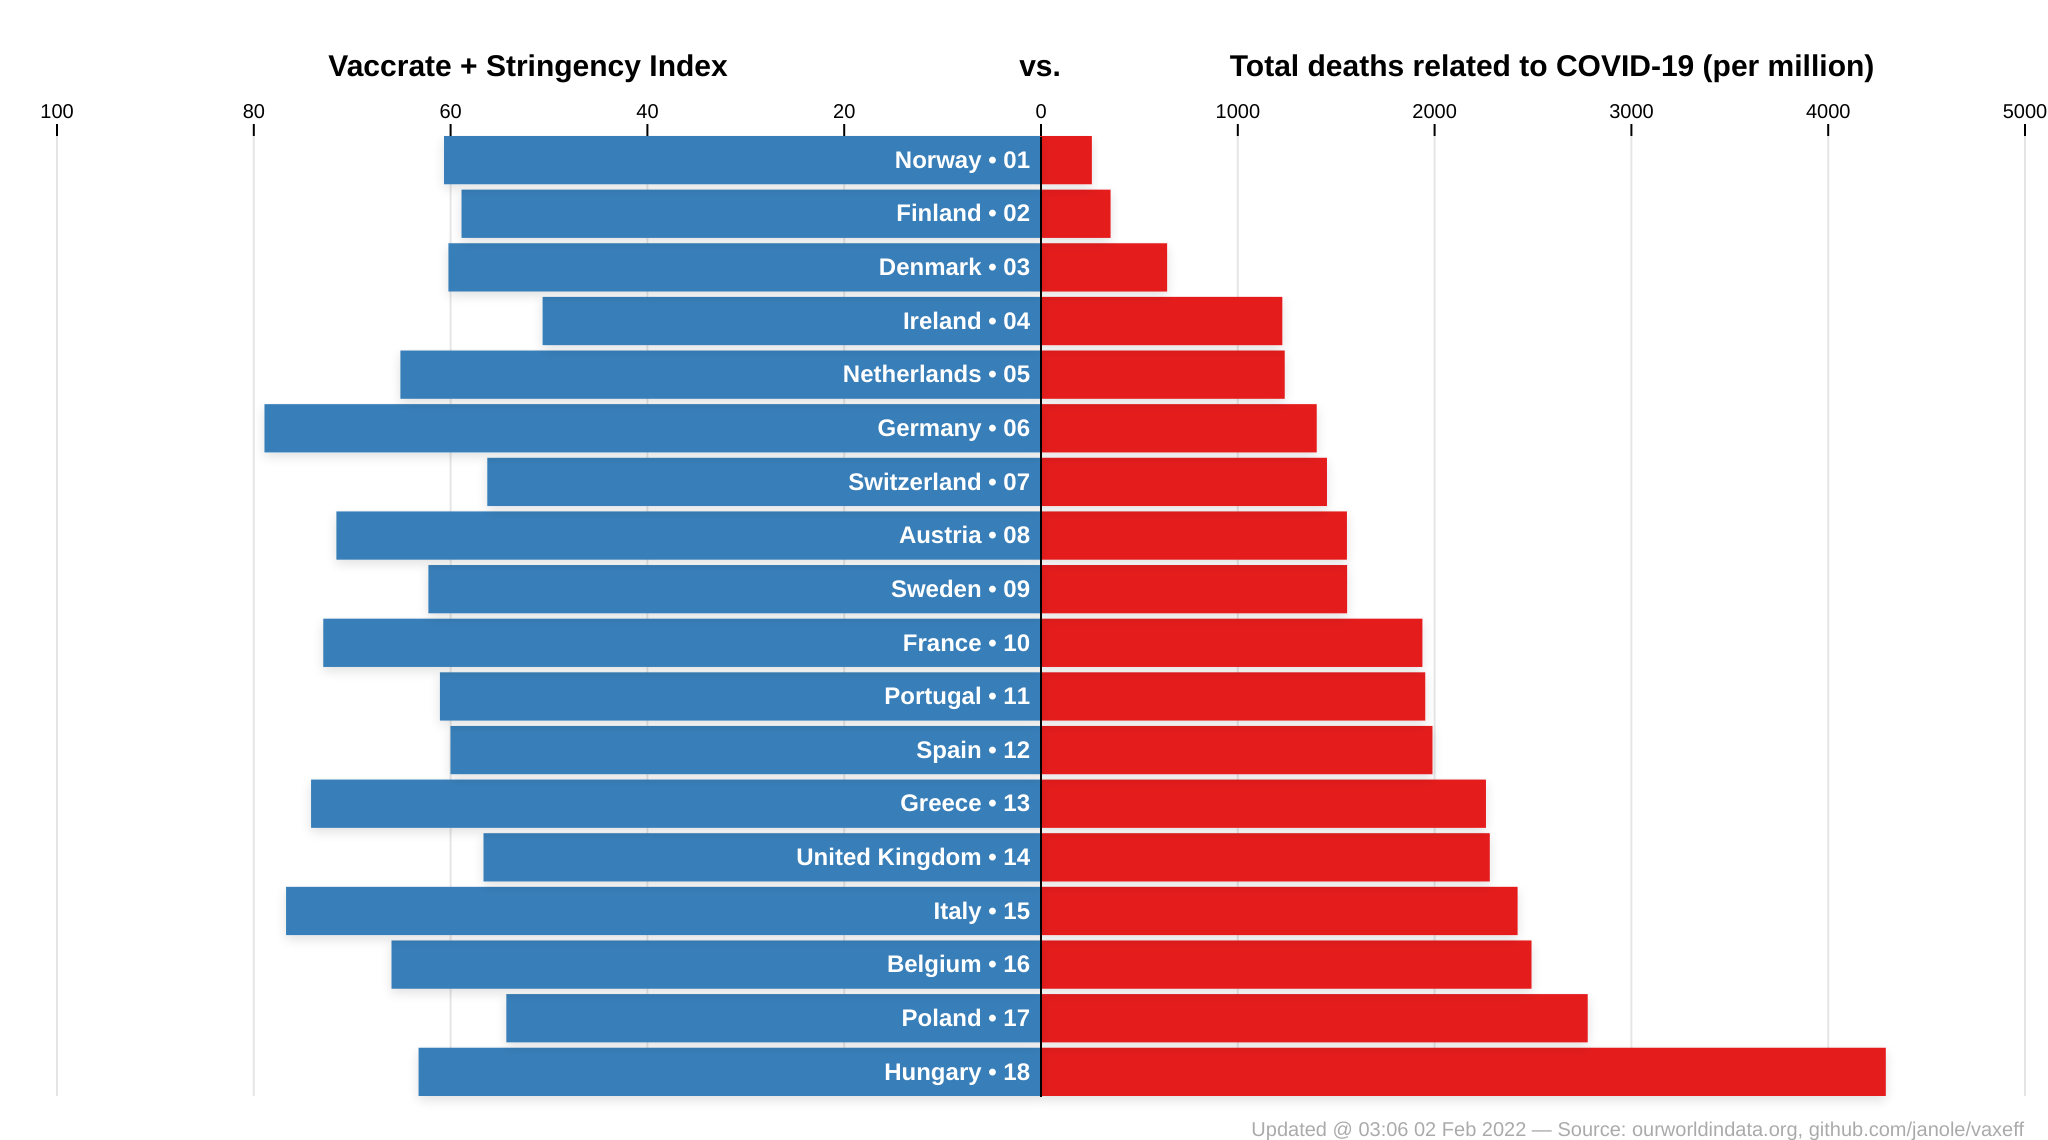 Vaccrate + Stringency Index vs. Total deaths related to COVID-19 (per million)
100 80 60 40 20 0 1000 2000 3000 4000 5000
Norway • 01
Finland • 02
Denmark • 03
Ireland • 04
Netherlands • 05
Germany • 06
Switzerland • 07
Austria • 08
Sweden • 09
France • 10
Portugal • 11
Spain • 12
Greece • 13
United Kingdom • 14
Italy • 15
Belgium • 16
Poland • 17
Hungary • 18
Updated @ 03:06 02 Feb 2022 — Source: ourworldindata.org, github.com/janole/vaxeff